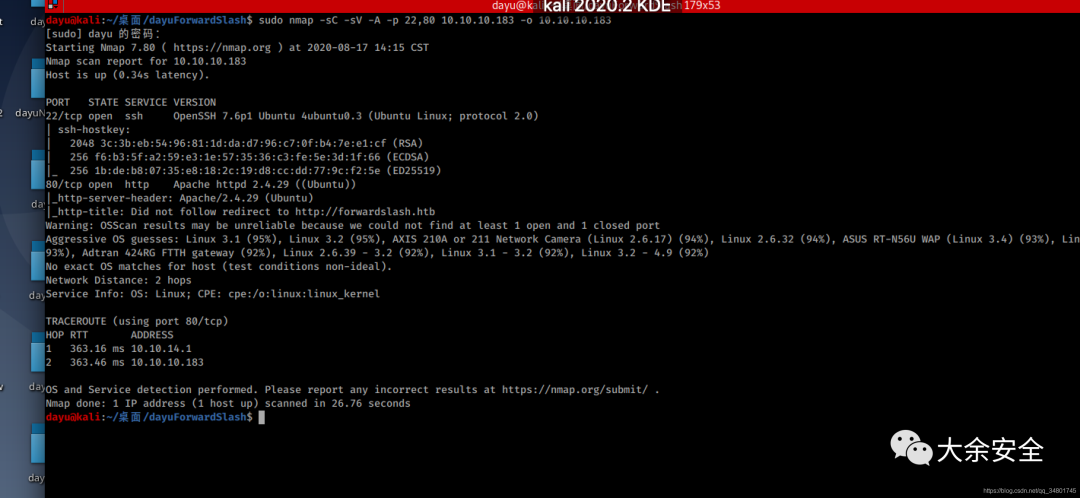 dayu@kali 2020.2 KDE lash 179x53
dayu@kali:~/桌面/dayuForwardSlash$ sudo nmap -sC -sV -A -p 22,80 10.10.10.183 -o 10.10.10.183
[sudo] dayu 的密码：
Starting Nmap 7.80 ( https://nmap.org ) at 2020-08-17 14:15 CST
Nmap scan report for 10.10.10.183
Host is up (0.34s latency).
PORT   STATE SERVICE VERSION
22/tcp open  ssh     OpenSSH 7.6p1 Ubuntu 4ubuntu0.3 (Ubuntu Linux; protocol 2.0)
| ssh-hostkey:
|   2048 3c:3b:eb:54:96:81:1d:da:d7:96:c7:0f:b4:7e:e1:cf (RSA)
|   256 f6:b3:5f:a2:59:e3:1e:57:35:36:c3:fe:5e:3d:1f:66 (ECDSA)
|_  256 1b:de:b8:07:35:e8:18:2c:19:d8:cc:dd:77:9c:f2:5e (ED25519)
80/tcp open  http    Apache httpd 2.4.29 ((Ubuntu))
|_http-server-header: Apache/2.4.29 (Ubuntu)
|_http-title: Did not follow redirect to http://forwardslash.htb
Warning: OSScan results may be unreliable because we could not find at least 1 open and 1 closed port
Aggressive OS guesses: Linux 3.1 (95%), Linux 3.2 (95%), AXIS 210A or 211 Network Camera (Linux 2.6.17) (94%), Linux 2.6.32 (94%), ASUS RT-N56U WAP (Linux 3.4) (93%), Lin
93%), Adtran 424RG FTTH gateway (92%), Linux 2.6.39 - 3.2 (92%), Linux 3.1 - 3.2 (92%), Linux 3.2 - 4.9 (92%)
No exact OS matches for host (test conditions non-ideal).
Network Distance: 2 hops
Service Info: OS: Linux; CPE: cpe:/o:linux:linux_kernel
TRACEROUTE (using port 80/tcp)
HOP RTT       ADDRESS
1   363.16 ms 10.10.14.1
2   363.46 ms 10.10.10.183
OS and Service detection performed. Please report any incorrect results at https://nmap.org/submit/ .
Nmap done: 1 IP address (1 host up) scanned in 26.76 seconds
dayu@kali:~/桌面/dayuForwardSlash$
大余安全
https://blog.csdn.net/qq_34801745